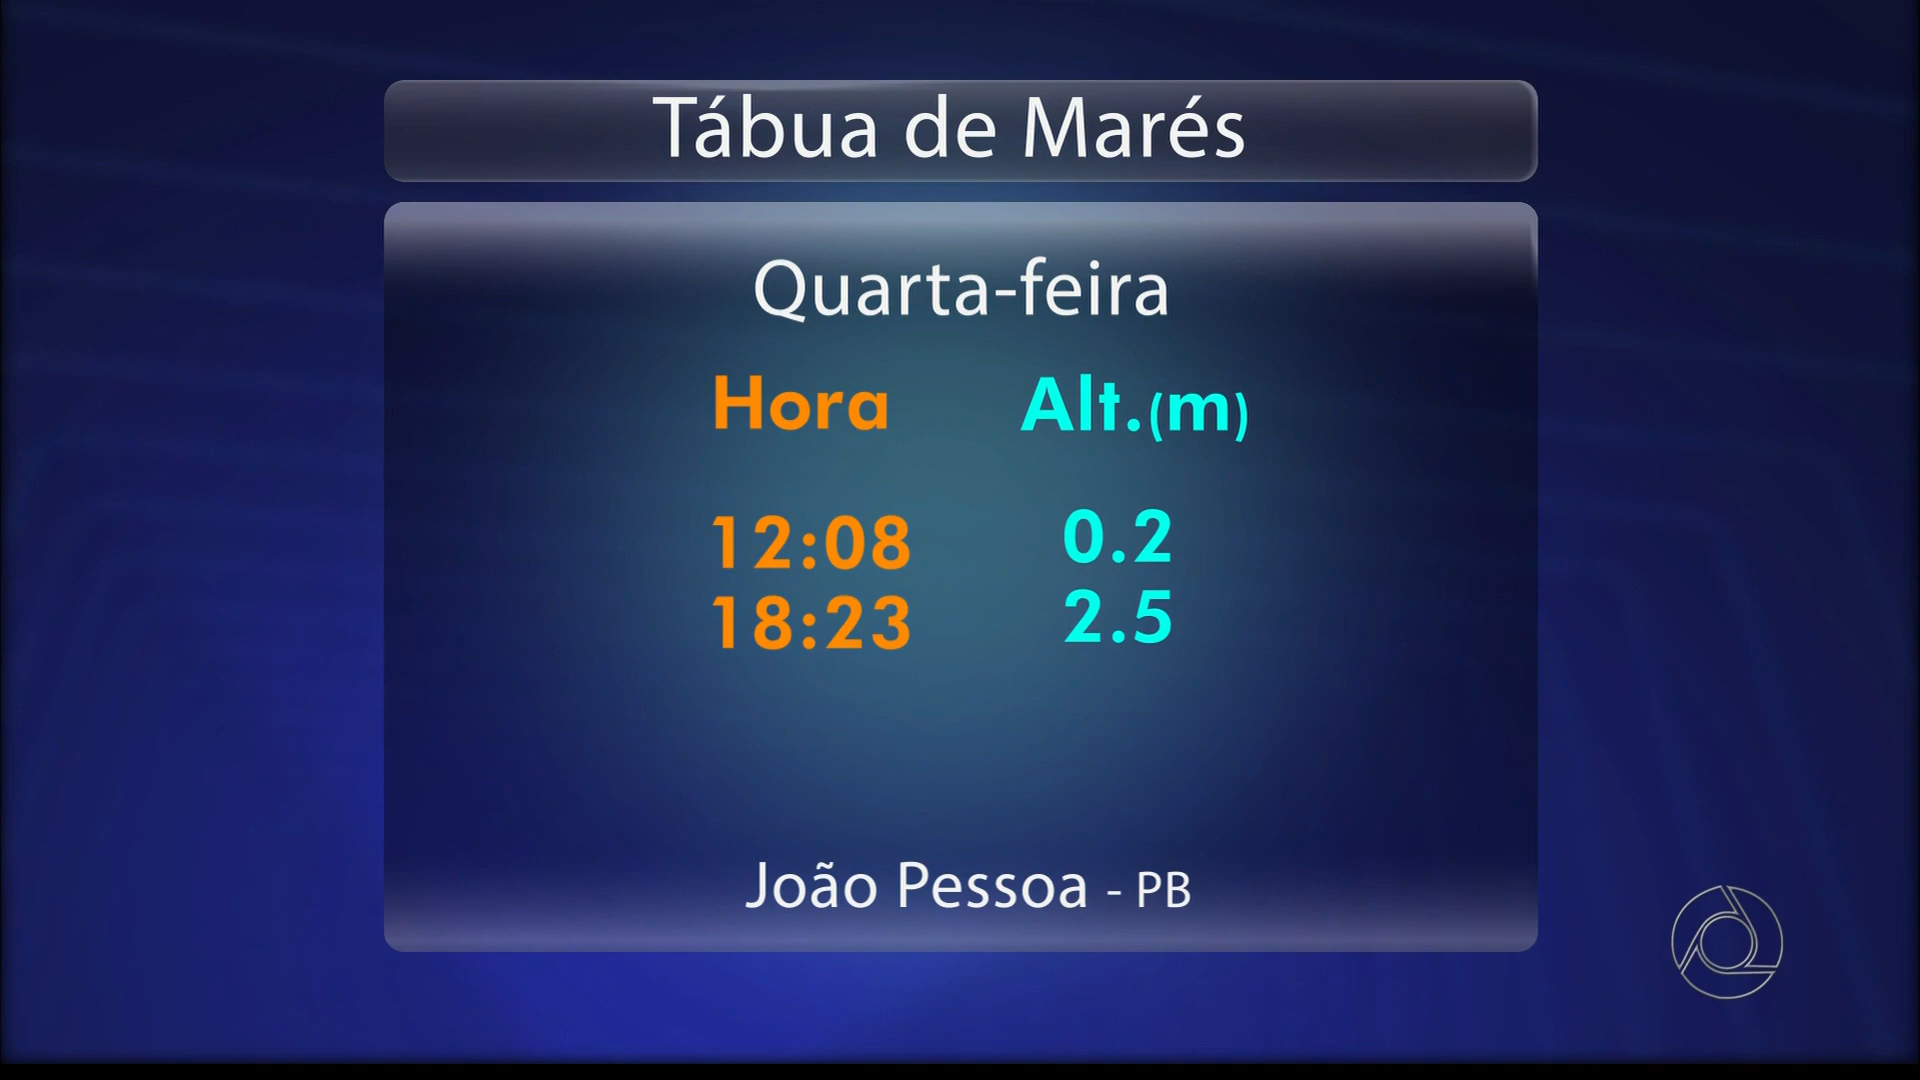 Tábua de Marés
Quarta-feira
Hora Alt.(m)
12:08 0.2
18:23 2.5
João Pessoa - PB